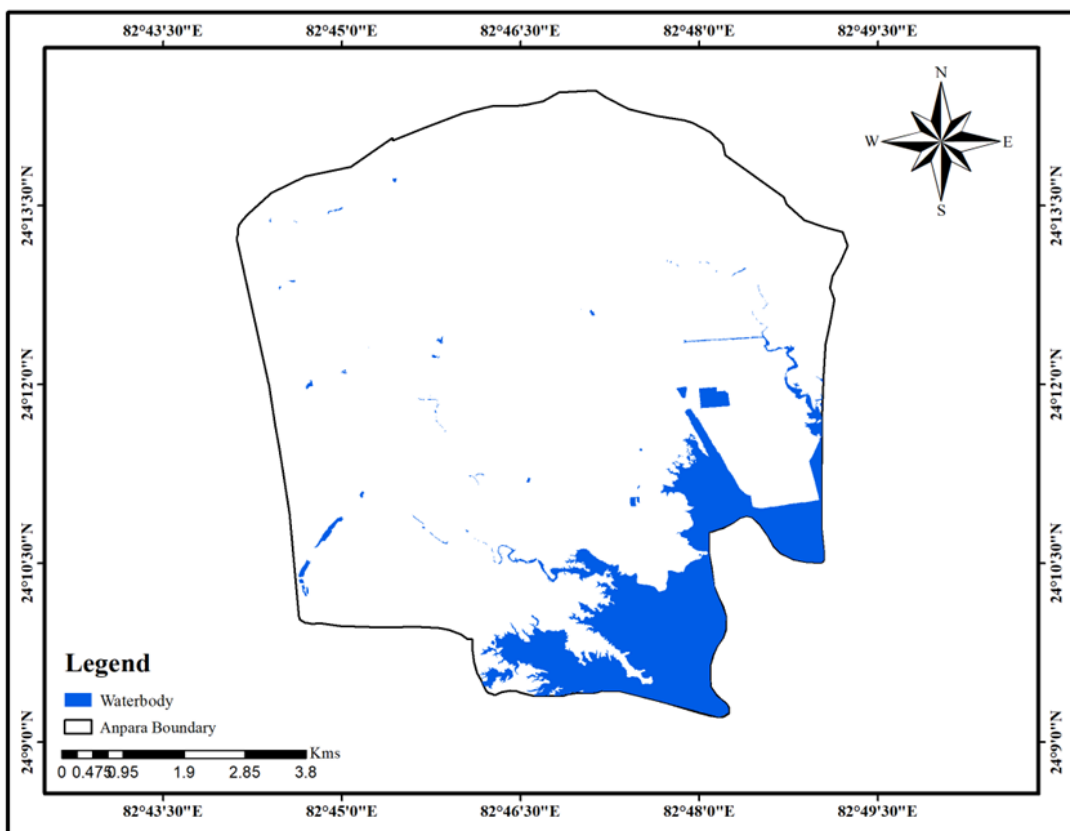 82°43'30"E 82°45'0"E 82°46'30"E 82°48'0"E 82°49'30"E
N
W E
S
24°13'30"N 24°13'30"N
24°12'0"N 24°12'0"N
24°10'30"N 24°10'30"N
24°9'0"N 24°9'0"N
Legend
Waterbody
Anpara Boundary
Kms
0 0.475 0.95 1.9 2.85 3.8
82°43'30"E 82°45'0"E 82°46'30"E 82°48'0"E 82°49'30"E